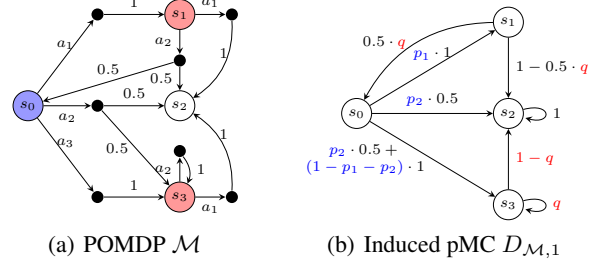 1
s₁
a₁
a₁
a₂
0.5
0.5
1
s₀
a₂
0.5
s₂
a₃
0.5
a₂
1
1
s₃
a₁
(a) POMDP 𝓜
s₁
0.5 · q
p₁ · 1
1 − 0.5 · q
s₀
p₂ · 0.5
s₂
1
p₂ · 0.5 +
(1 − p₁ − p₂) · 1
1 − q
s₃
q
(b) Induced pMC D𝓜,₁